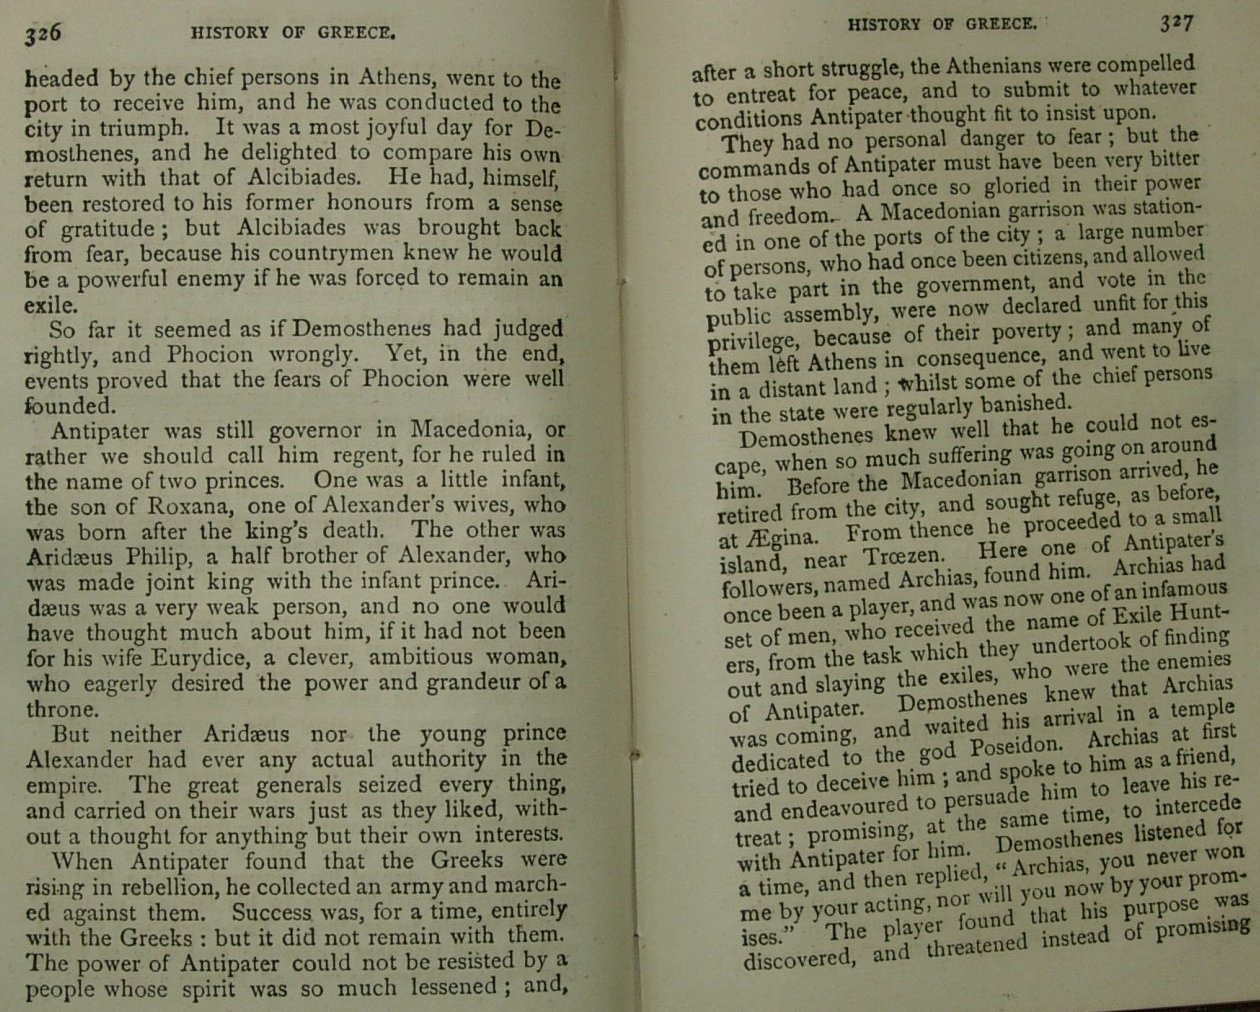 326
HISTORY OF GREECE.
headed by the chief persons in Athens, went to the
port to receive him, and he was conducted to the
city in triumph. It was a most joyful day for De-
mosthenes, and he delighted to compare his own
return with that of Alcibiades. He had, himself,
been restored to his former honours from a sense
of gratitude ; but Alcibiades was brought back
from fear, because his countrymen knew he would
be a powerful enemy if he was forced to remain an
exile.
So far it seemed as if Demosthenes had judged
rightly, and Phocion wrongly. Yet, in the end,
events proved that the fears of Phocion were well
founded.
Antipater was still governor in Macedonia, or
rather we should call him regent, for he ruled in
the name of two princes. One was a little infant,
the son of Roxana, one of Alexander's wives, who
was born after the king's death. The other was
Aridæus Philip, a half brother of Alexander, who
was made joint king with the infant prince. Ari-
dæus was a very weak person, and no one would
have thought much about him, if it had not been
for his wife Eurydice, a clever, ambitious woman,
who eagerly desired the power and grandeur of a
throne.
But neither Aridæus nor the young prince
Alexander had ever any actual authority in the
empire. The great generals seized every thing,
and carried on their wars just as they liked, with-
out a thought for anything but their own interests.
When Antipater found that the Greeks were
rising in rebellion, he collected an army and march-
ed against them. Success was, for a time, entirely
with the Greeks : but it did not remain with them.
The power of Antipater could not be resisted by a
people whose spirit was so much lessened ; and,
HISTORY OF GREECE.
327
after a short struggle, the Athenians were compelled
to entreat for peace, and to submit to whatever
conditions Antipater thought fit to insist upon.
They had no personal danger to fear ; but the
commands of Antipater must have been very bitter
to those who had once so gloried in their power
and freedom. A Macedonian garrison was station-
ed in one of the ports of the city ; a large number
of persons, who had once been citizens, and allowed
to take part in the government, and vote in the
public assembly, were now declared unfit for this
privilege, because of their poverty ; and many of
them left Athens in consequence, and went to live
in a distant land ; whilst some of the chief persons
in the state were regularly banished.
Demosthenes knew well that he could not es-
cape, when so much suffering was going on around
him. Before the Macedonian garrison arrived, he
retired from the city, and sought refuge, as before,
at Ægina. From thence he proceeded to a small
island, near Trœzen. Here one of Antipater's
followers, named Archias, found him. Archias had
once been a player, and was now one of an infamous
set of men, who received the name of Exile Hunt-
ers, from the task which they undertook of finding
out and slaying the exiles, who were the enemies
of Antipater. Demosthenes knew that Archias
was coming, and waited his arrival in a temple
dedicated to the god Poseidon. Archias at first
tried to deceive him ; and spoke to him as a friend,
and endeavoured to persuade him to leave his re-
treat ; promising, at the same time, to intercede
with Antipater for him. Demosthenes listened for
a time, and then replied, "Archias, you never won
me by your acting, nor will you now by your prom-
ises." The player found that his purpose was
discovered, and threatened instead of promising